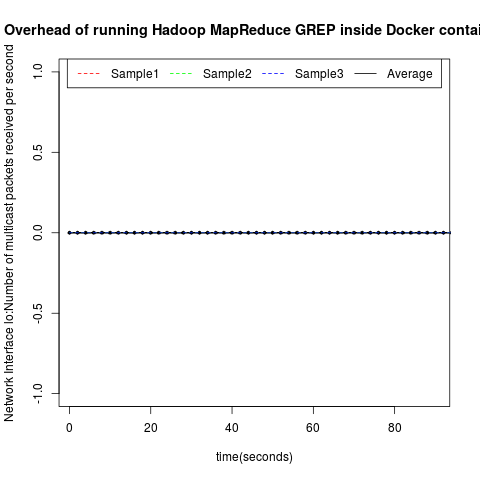 Overhead of running Hadoop MapReduce GREP inside Docker contai
Network Interface lo:Number of multicast packets received per second
1.0
0.5
0.0
-0.5
-1.0
Sample1 Sample2 Sample3 Average
0 20 40 60 80
time(seconds)